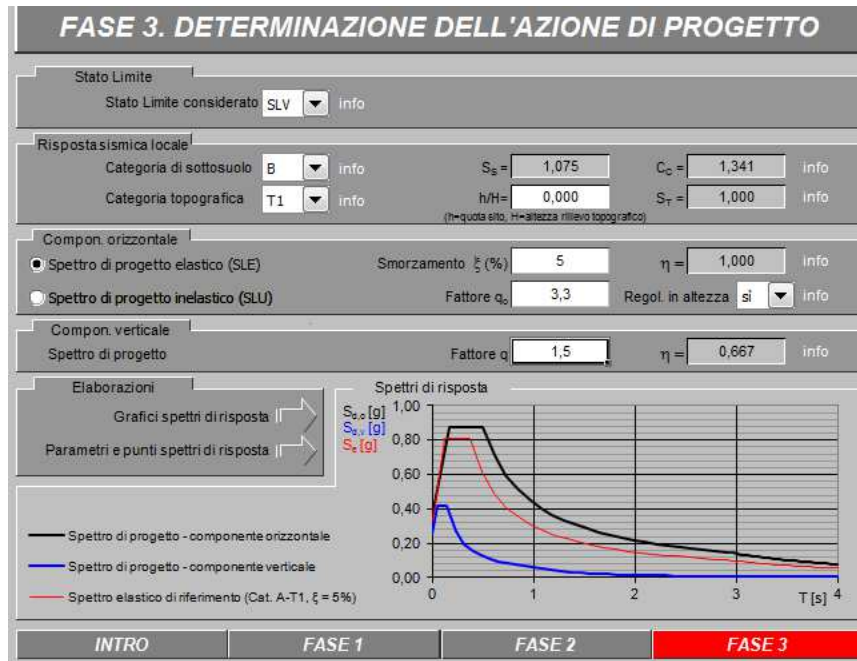 FASE 3. DETERMINAZIONE DELL'AZIONE DI PROGETTO
Stato Limite
Stato Limite considerato SLV info
Risposta sismica locale
Categoria di sottosuolo B info SS = 1,075 CC = 1,341 info
Categoria topografica T1 info h/H= 0,000 ST = 1,000 info
(h=quota sito, H=altezza rilievo topografico)
Compon. orizzontale
Spettro di progetto elastico (SLE) Smorzamento ξ (%) 5 η = 1,000 info
Spettro di progetto inelastico (SLU) Fattore qo 3,3 Regol. in altezza sì info
Compon. verticale
Spettro di progetto Fattore q 1,5 η = 0,667 info
Elaborazioni
Grafici spettri di risposta
Parametri e punti spettri di risposta
Spettri di risposta
Sd,o [g]
Sd,v [g]
Se [g]
1,00
0,80
0,60
0,40
0,20
0,00
0 1 2 3 4
T [s]
Spettro di progetto - componente orizzontale
Spettro di progetto - componente verticale
Spettro elastico di riferimento (Cat. A-T1, ξ = 5%)
INTRO FASE 1 FASE 2 FASE 3